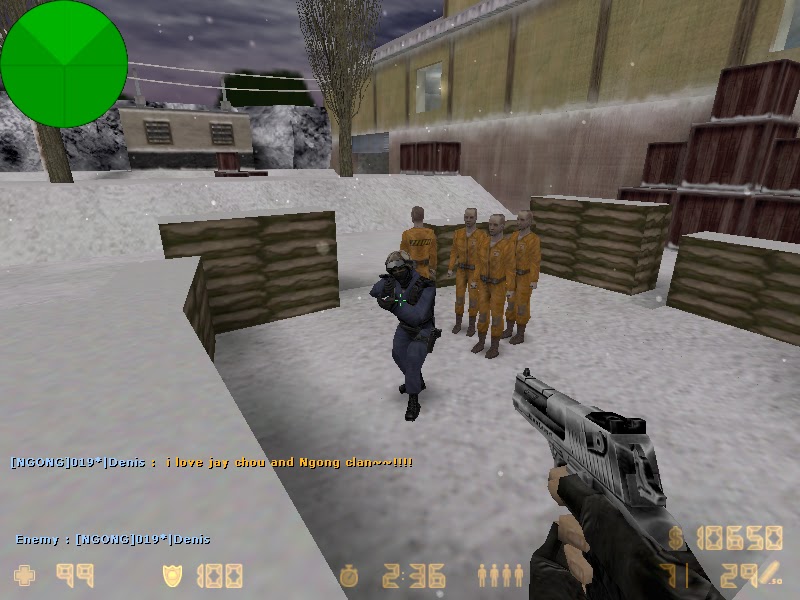 [NGONG]019*]Denis : i love jay chou and Ngong clan~~!!!!
Enemy : [NGONG]019*]Denis
$ 10650
99 100 2:36 7| 29 .50